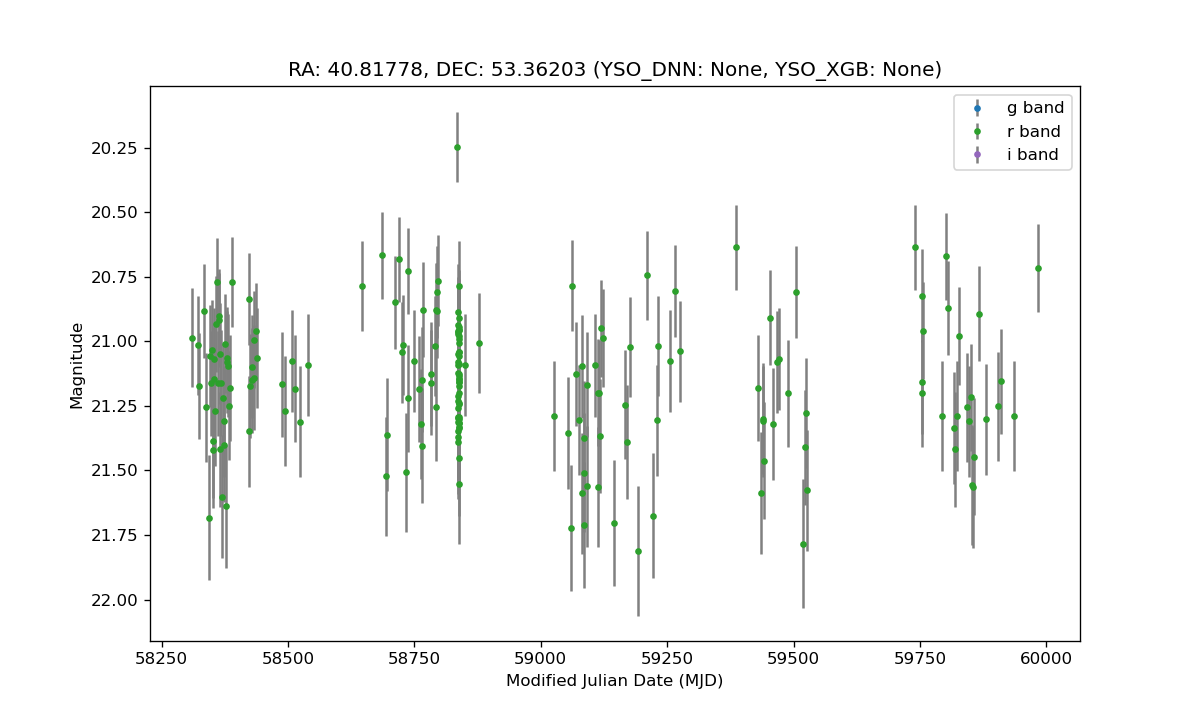 RA: 40.81778, DEC: 53.36203 (YSO_DNN: None, YSO_XGB: None)
g band
r band
i band
20.25
20.50
20.75
21.00
21.25
21.50
21.75
22.00
Magnitude
58250 58500 58750 59000 59250 59500 59750 60000
Modified Julian Date (MJD)